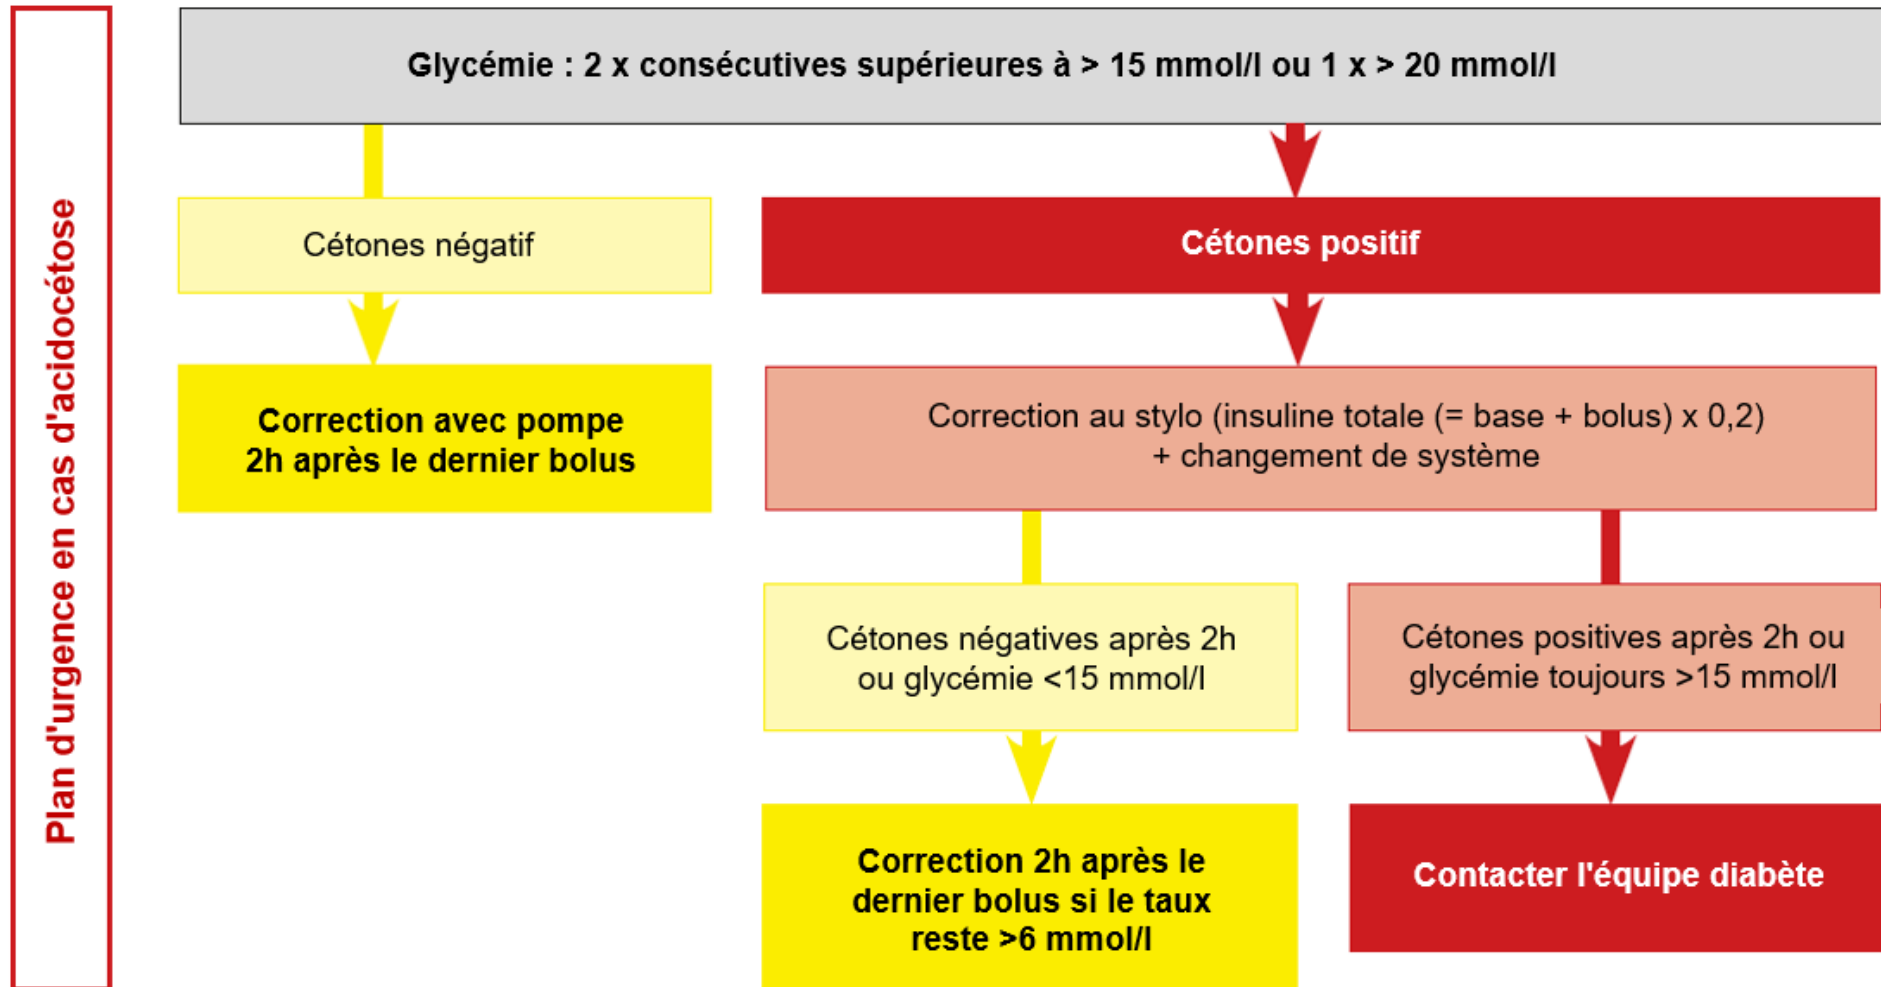 Plan d'urgence en cas d'acidocétose
Glycémie : 2 x consécutives supérieures à > 15 mmol/l ou 1 x > 20 mmol/l
Cétones négatif
Cétones positif
Correction avec pompe
2h après le dernier bolus
Correction au stylo (insuline totale (= base + bolus) x 0,2)
+ changement de système
Cétones négatives après 2h
ou glycémie <15 mmol/l
Cétones positives après 2h ou
glycémie toujours >15 mmol/l
Correction 2h après le
dernier bolus si le taux
reste >6 mmol/l
Contacter l'équipe diabète